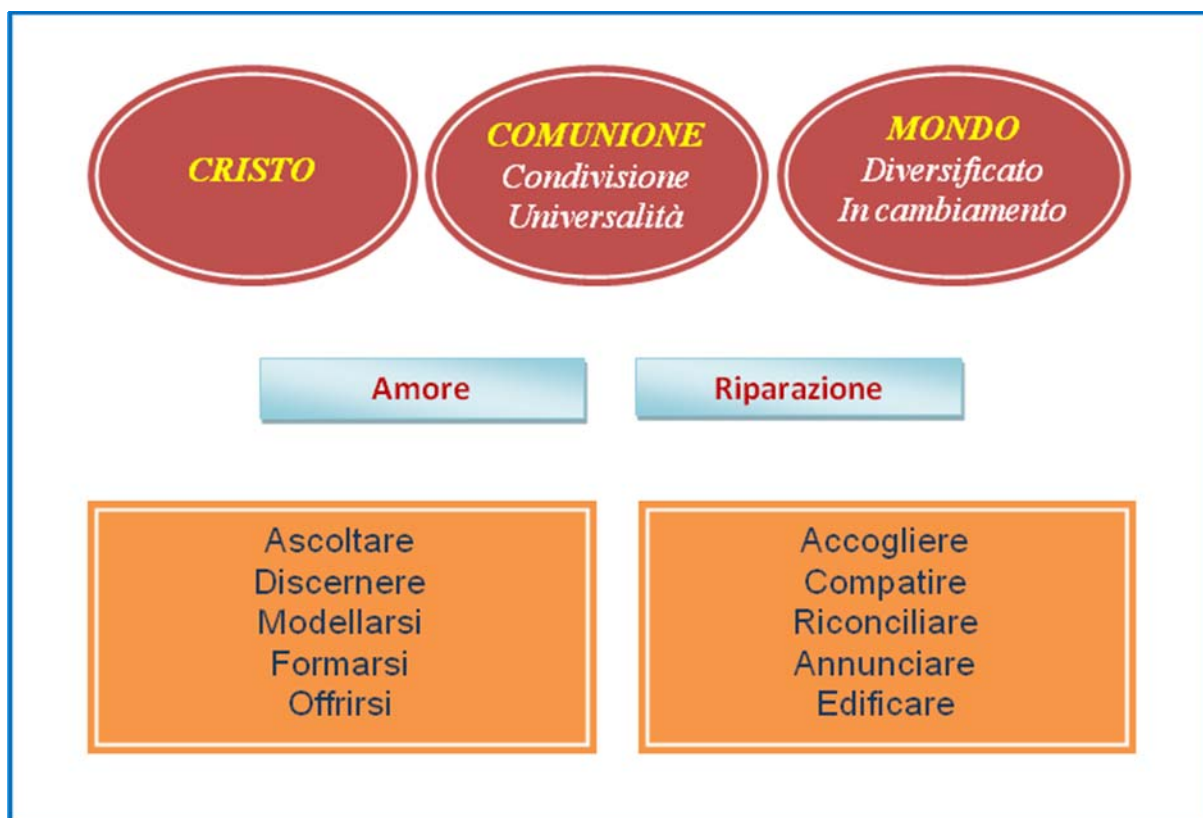 CRISTO
COMUNIONE
Condivisione
Universalità
MONDO
Diversificato
In cambiamento
Amore
Riparazione
Ascoltare
Discernere
Modellarsi
Formarsi
Offrirsi
Accogliere
Compatire
Riconciliare
Annunciare
Edificare